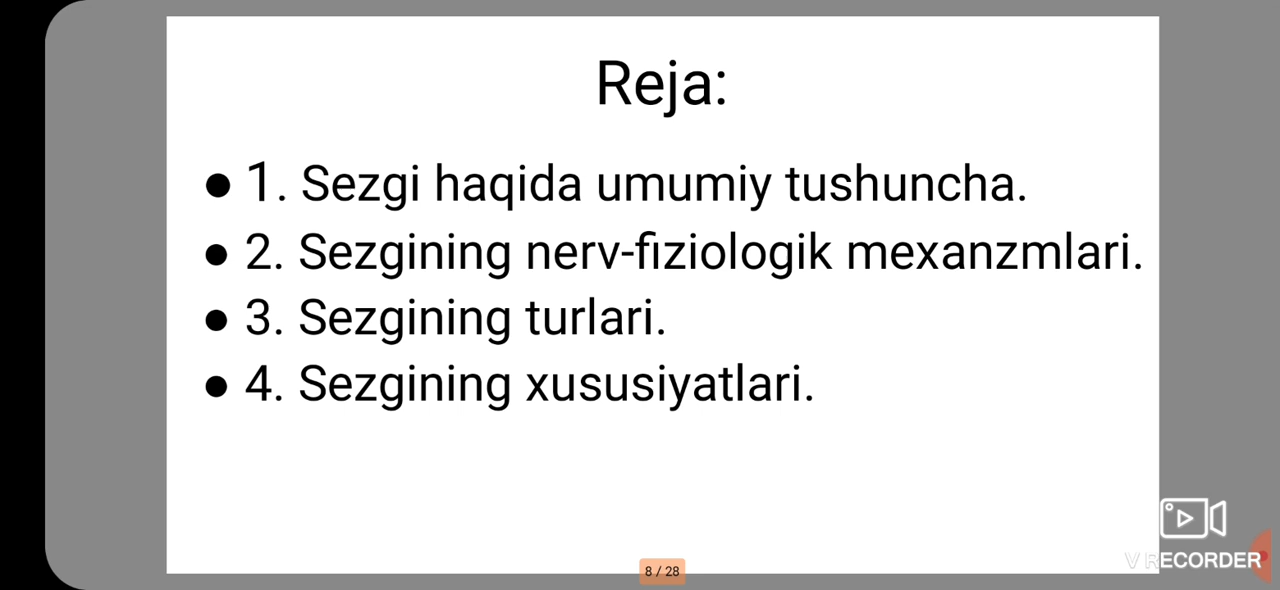 Reja:
● 1. Sezgi haqida umumiy tushuncha.
● 2. Sezgining nerv-fiziologik mexanzmlari.
● 3. Sezgining turlari.
● 4. Sezgining xususiyatlari.
8 / 28
V RECORDER